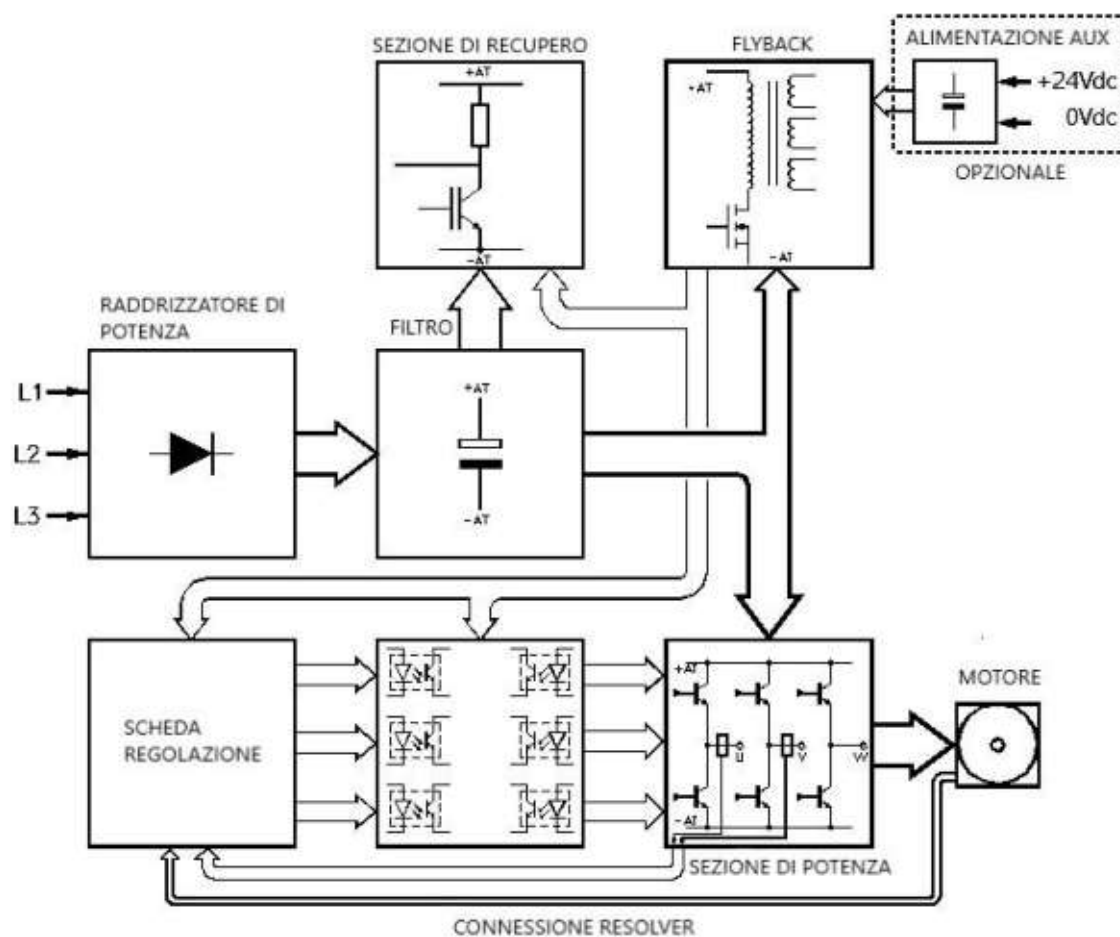 SEZIONE DI RECUPERO
+AT
-AT
FLYBACK
+AT
-AT
ALIMENTAZIONE AUX
+24Vdc
0Vdc
OPZIONALE
RADDRIZZATORE DI
POTENZA
L1
L2
L3
FILTRO
+AT
-AT
SCHEDA
REGOLAZIONE
+AT
U
V
W
-AT
SEZIONE DI POTENZA
MOTORE
CONNESSIONE RESOLVER